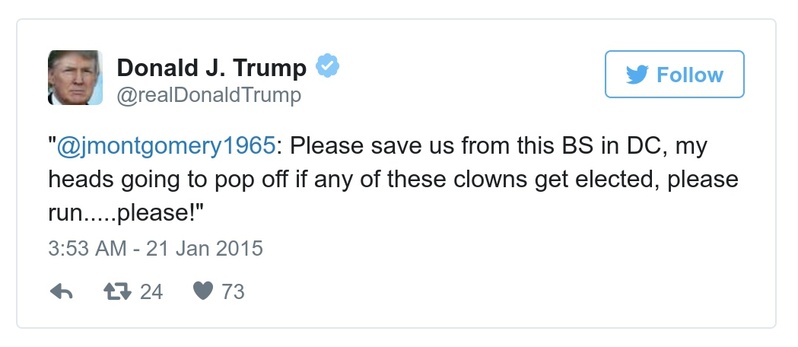 Donald J. Trump
@realDonaldTrump
Follow
"@jmontgomery1965: Please save us from this BS in DC, my
heads going to pop off if any of these clowns get elected, please
run.....please!"
3:53 AM - 21 Jan 2015
24 73